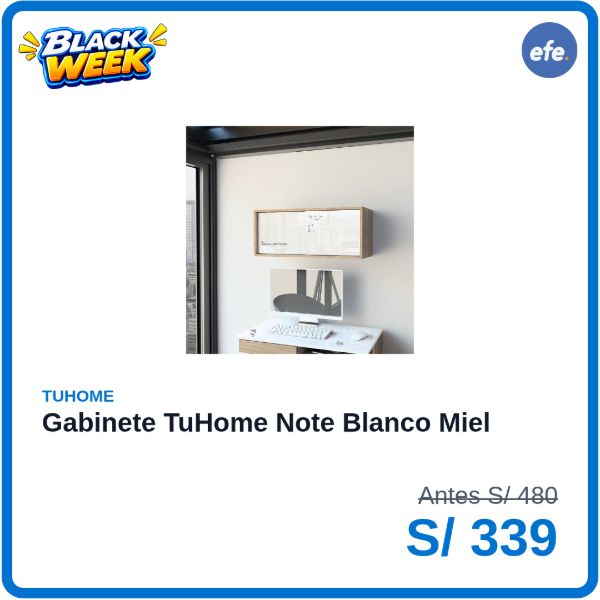 BLACK
WEEK
efe.
TUHOME
Gabinete TuHome Note Blanco Miel
Antes S/ 480
S/ 339